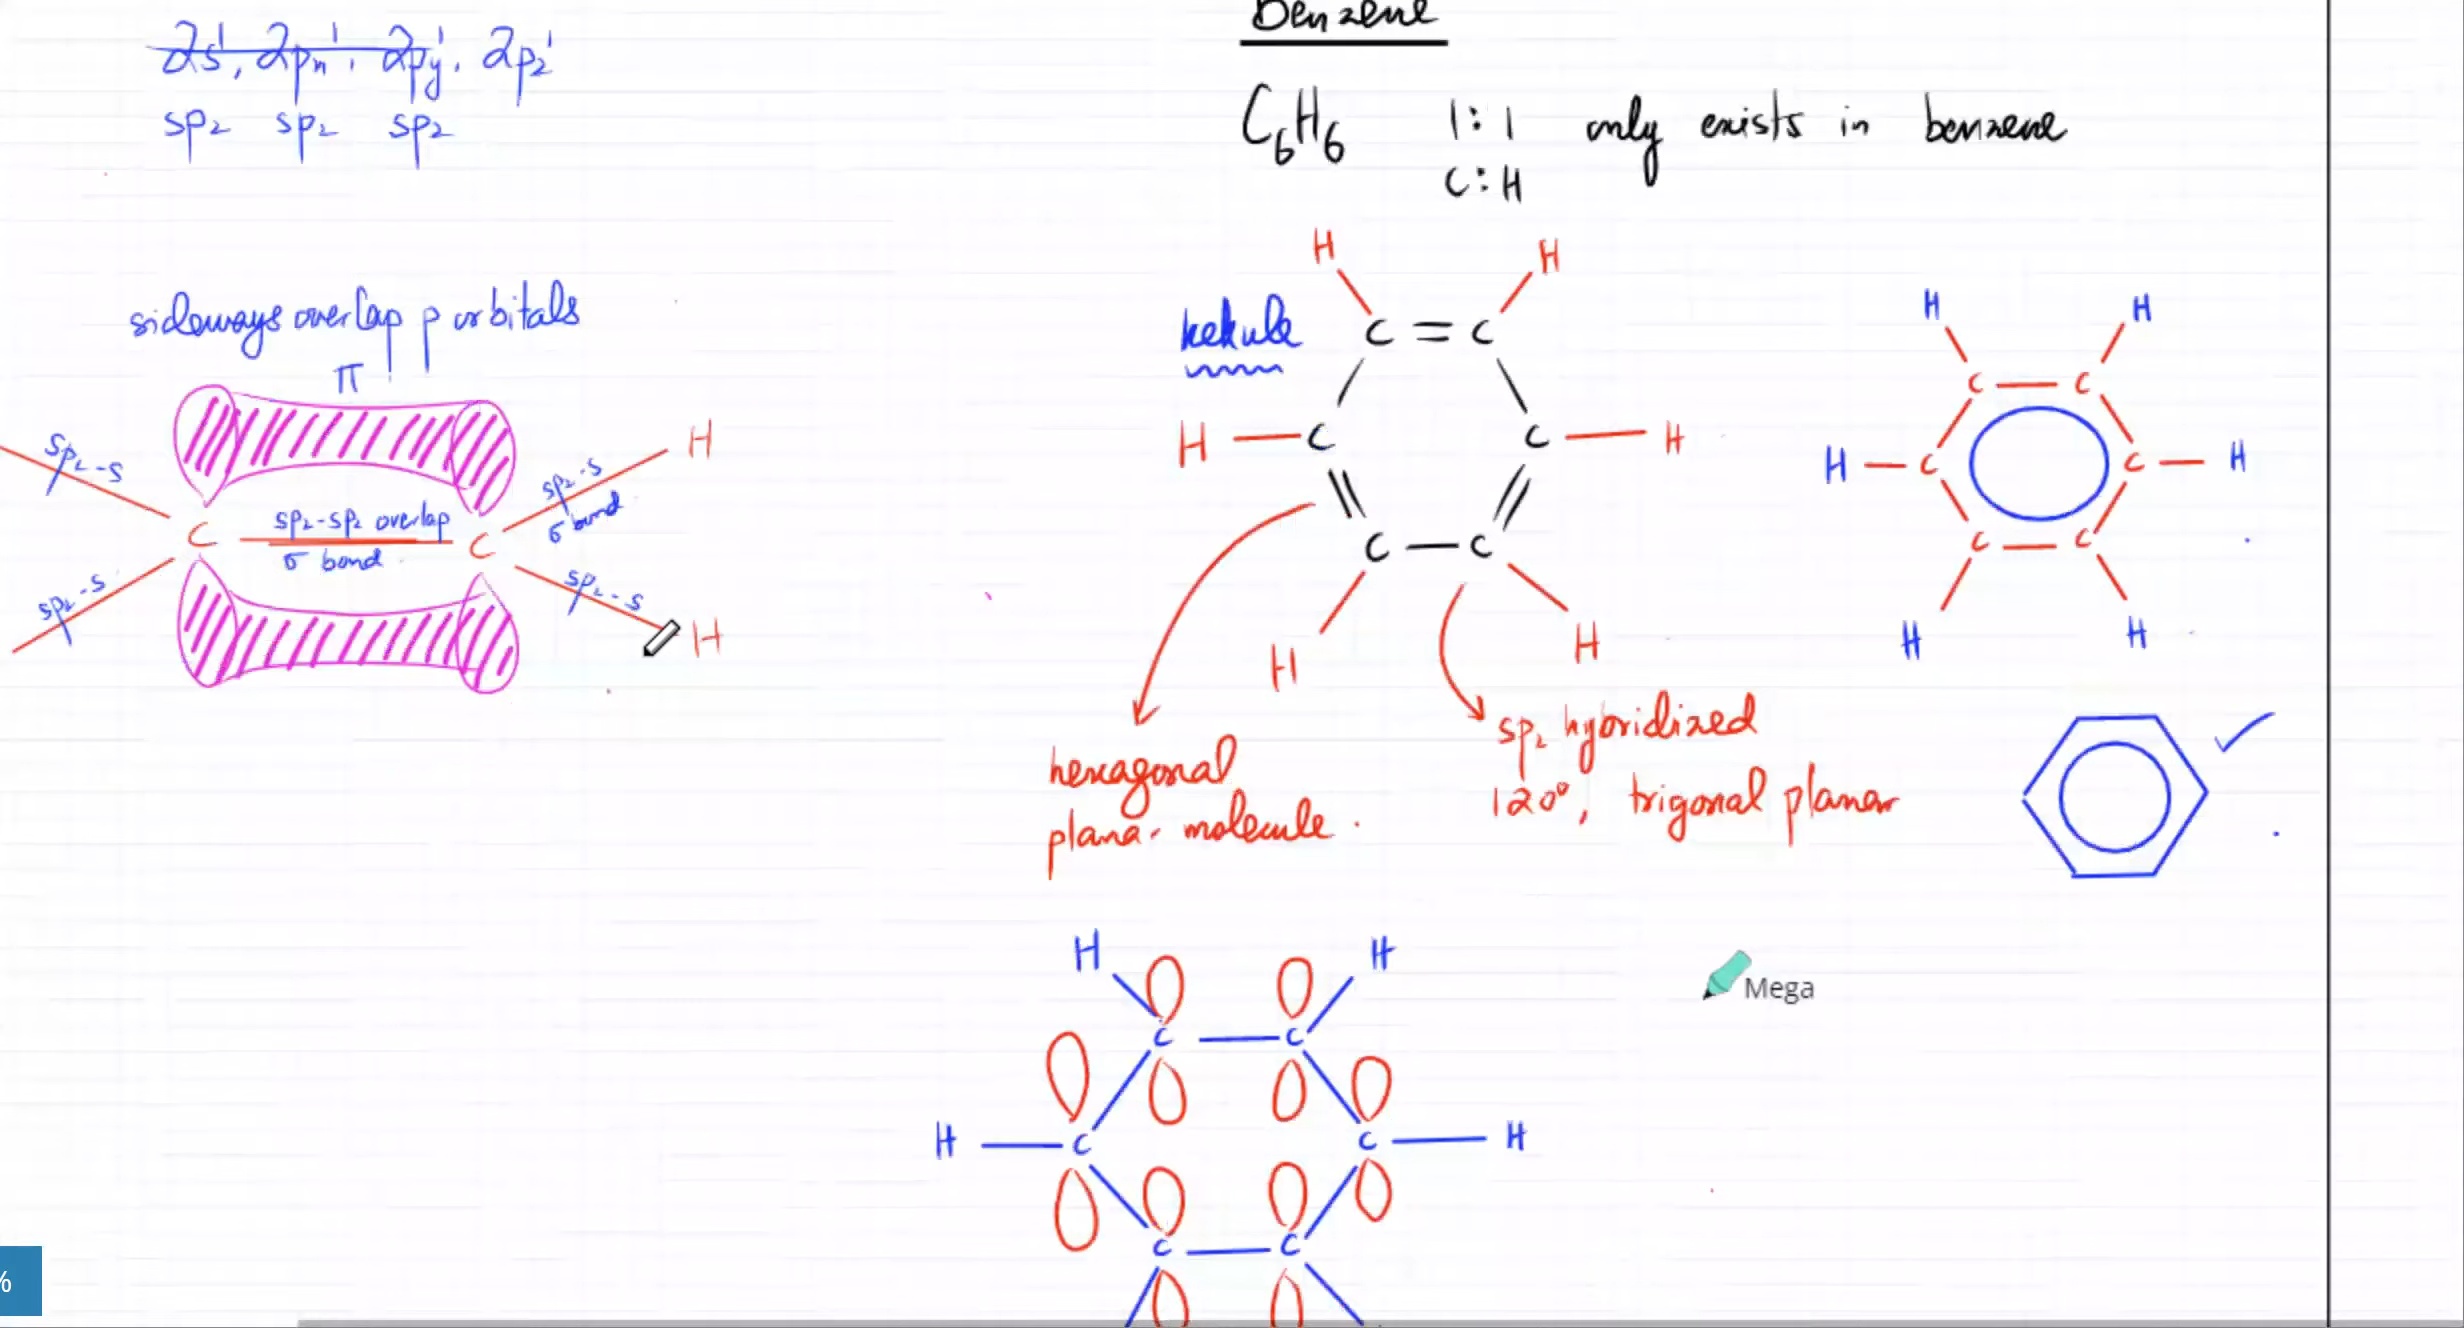 2s¹, 2px¹, 2py¹, 2pz¹
sp2 sp2 sp2
sideways overlap p orbitals
π
sp2-s
sp2-s
C
sp2-sp2 overlap
σ bond
C
sp2-s
σ bond
H
sp2-s
H
Benzene
C6H6 1:1 only exists in benzene
C:H
kekule
H H
C = C
H C C H
C C
H H
hexagonal
planar molecule.
sp2 hybridized
120°, trigonal planar
H H
C C
H C C H
C C
H H
Mega
H H
C C
H C C H
C C
%